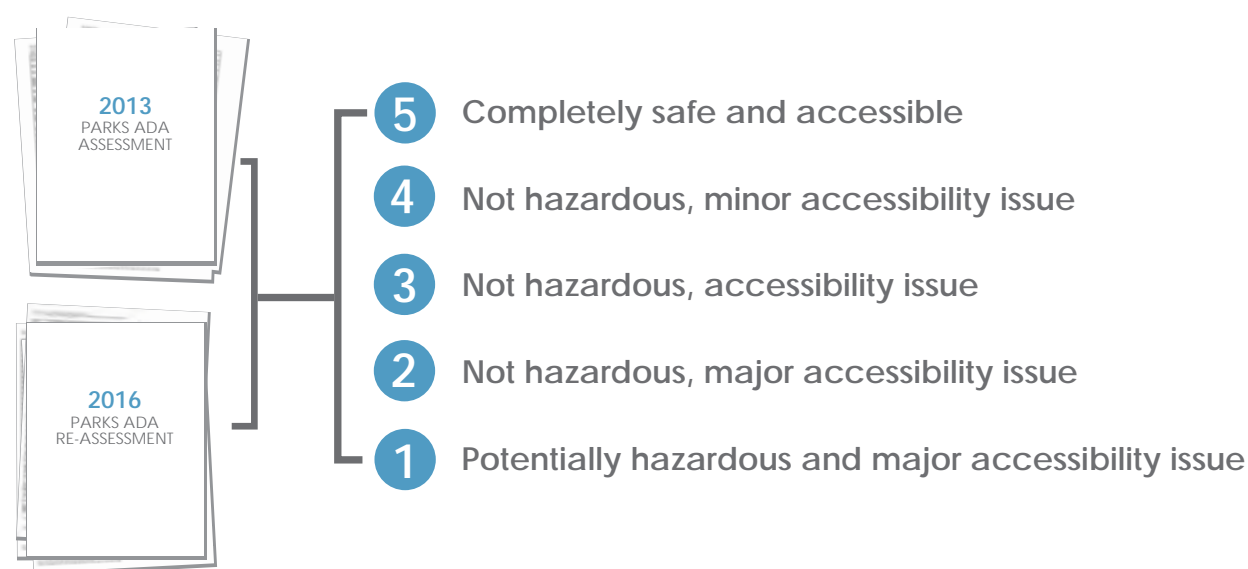 2013
PARKS ADA
ASSESSMENT
2016
PARKS ADA
RE-ASSESSMENT
5 Completely safe and accessible
4 Not hazardous, minor accessibility issue
3 Not hazardous, accessibility issue
2 Not hazardous, major accessibility issue
1 Potentially hazardous and major accessibility issue